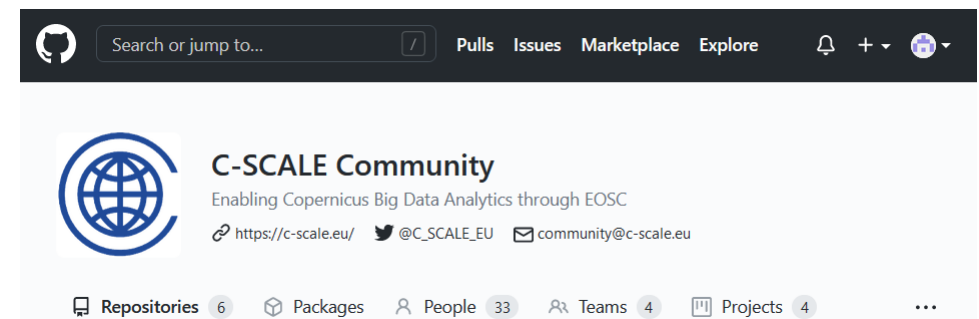 Search or jump to... / Pulls Issues Marketplace Explore
C-SCALE Community
Enabling Copernicus Big Data Analytics through EOSC
https://c-scale.eu/ @C_SCALE_EU community@c-scale.eu
Repositories 6 Packages People 33 Teams 4 Projects 4 ...